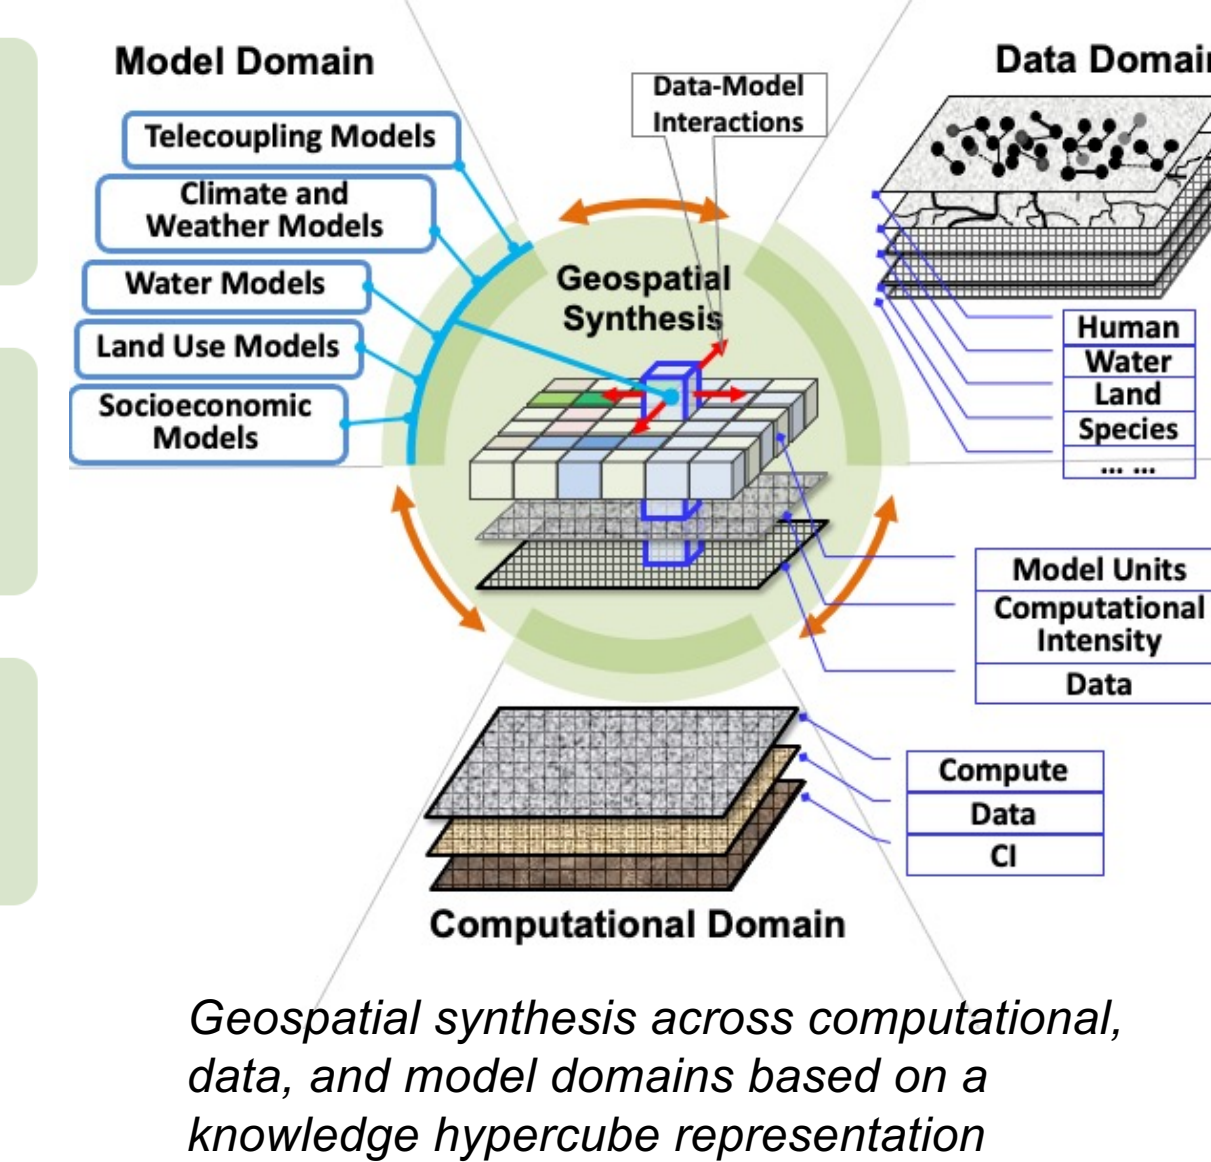 Model Domain
Telecoupling Models
Climate and
Weather Models
Water Models
Land Use Models
Socioeconomic
Models
Data-Model
Interactions
Geospatial
Synthesis
Data Domain
Human
Water
Land
Species
... ...
Model Units
Computational
Intensity
Data
Compute
Data
CI
Computational Domain
Geospatial synthesis across computational,
data, and model domains based on a
knowledge hypercube representation